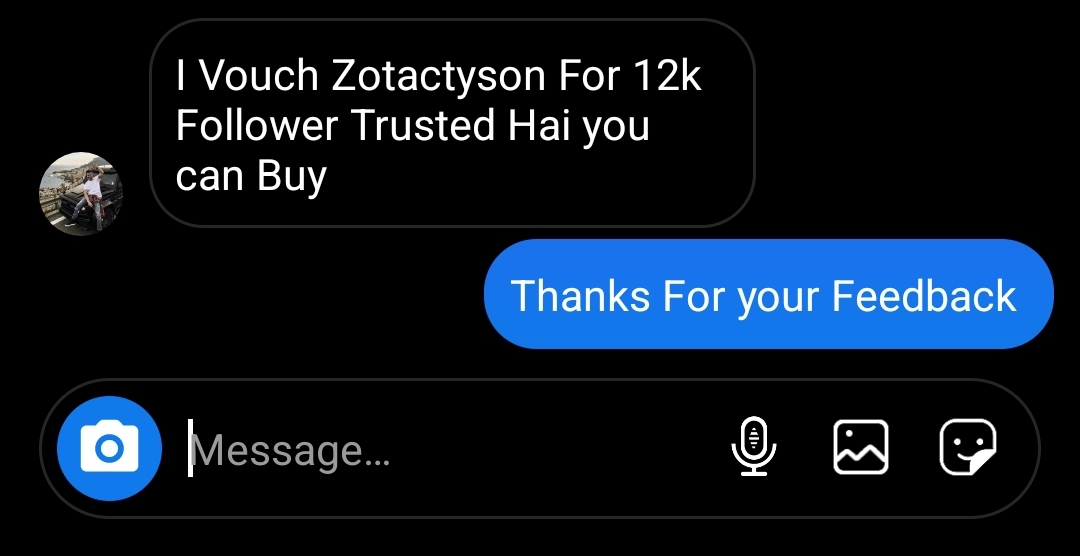 I Vouch Zotactyson For 12k
Follower Trusted Hai you
can Buy
Thanks For your Feedback
Message...